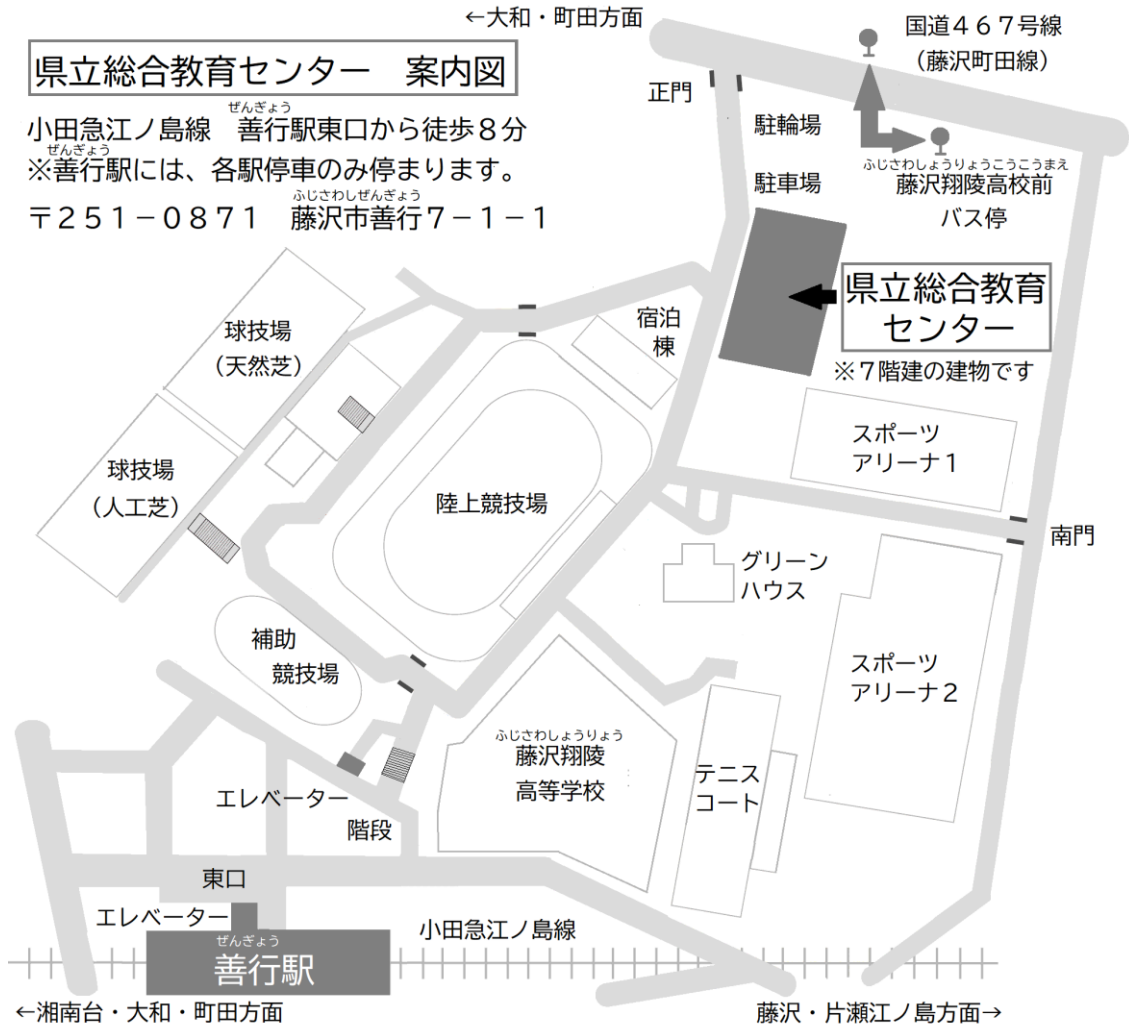 ←大和・町田方面
国道467号線
（藤沢町田線）
県立総合教育センター　案内図
正門
ぜんぎょう
小田急江ノ島線　善行駅東口から徒歩８分
ぜんぎょう
※善行駅には、各駅停車のみ停まります。
ふじさわしぜんぎょう
〒２５１－０８７１　藤沢市善行７－１－１
駐輪場
駐車場
ふじさわしょうりょうこうこうまえ
藤沢翔陵高校前
バス停
県立総合教育
センター
※７階建の建物です
宿泊
棟
球技場
（天然芝）
球技場
（人工芝）
陸上競技場
スポーツ
アリーナ１
南門
グリーン
ハウス
補助
競技場
スポーツ
アリーナ２
ふじさわしょうりょう
藤沢翔陵
高等学校
テニス
コート
エレベーター
階段
東口
エレベーター
小田急江ノ島線
ぜんぎょう
善行駅
←湘南台・大和・町田方面
藤沢・片瀬江ノ島方面→